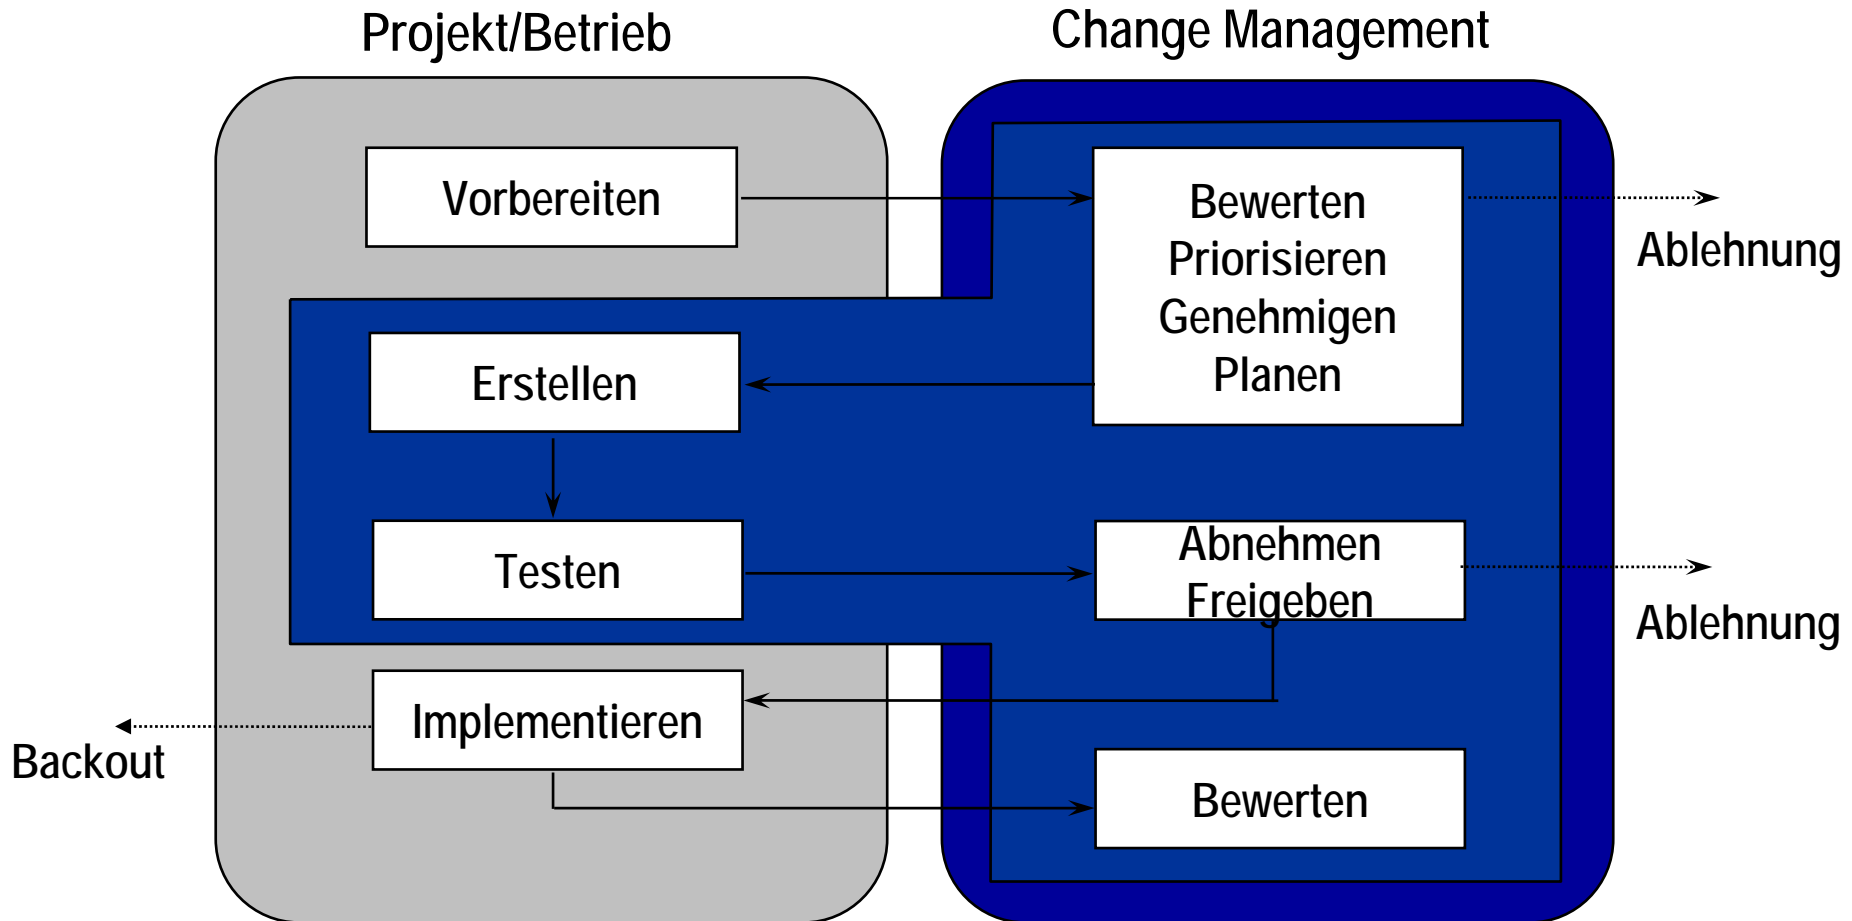 Projekt/Betrieb
Change Management
Vorbereiten
Bewerten
Priorisieren
Genehmigen
Planen
Ablehnung
Erstellen
Testen
Abnehmen
Freigeben
Ablehnung
Implementieren
Backout
Bewerten